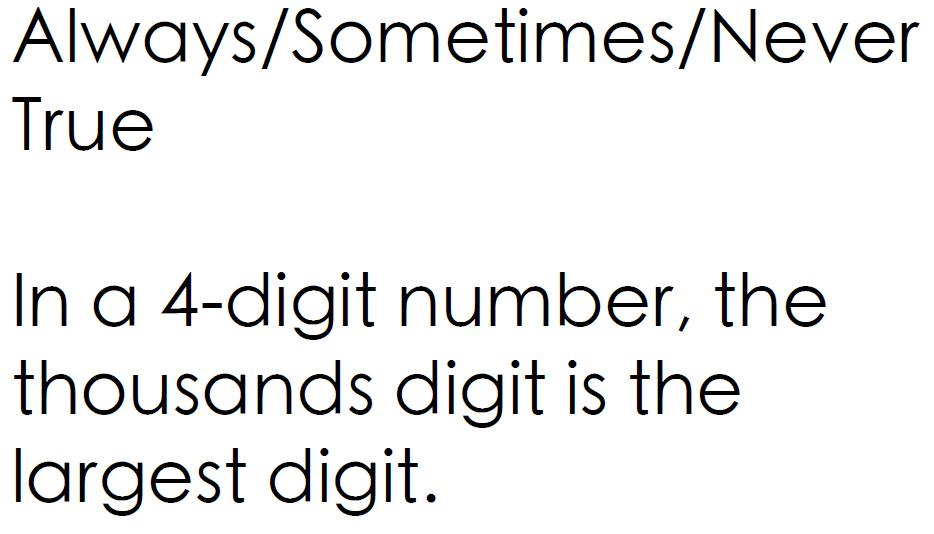 Always/Sometimes/Never
True
In a 4-digit number, the
thousands digit is the
largest digit.